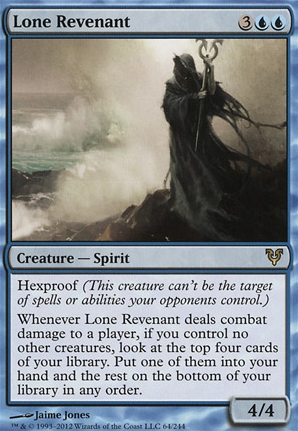 Lone Revenant 3
Creature — Spirit
Hexproof (This creature can't be the target
of spells or abilities your opponents control.)
Whenever Lone Revenant deals combat
damage to a player, if you control no
other creatures, look at the top four cards
of your library. Put one of them into your
hand and the rest on the bottom of your
library in any order.
4/4
Jaime Jones
™ & © 1993–2012 Wizards of the Coast LLC 64/244